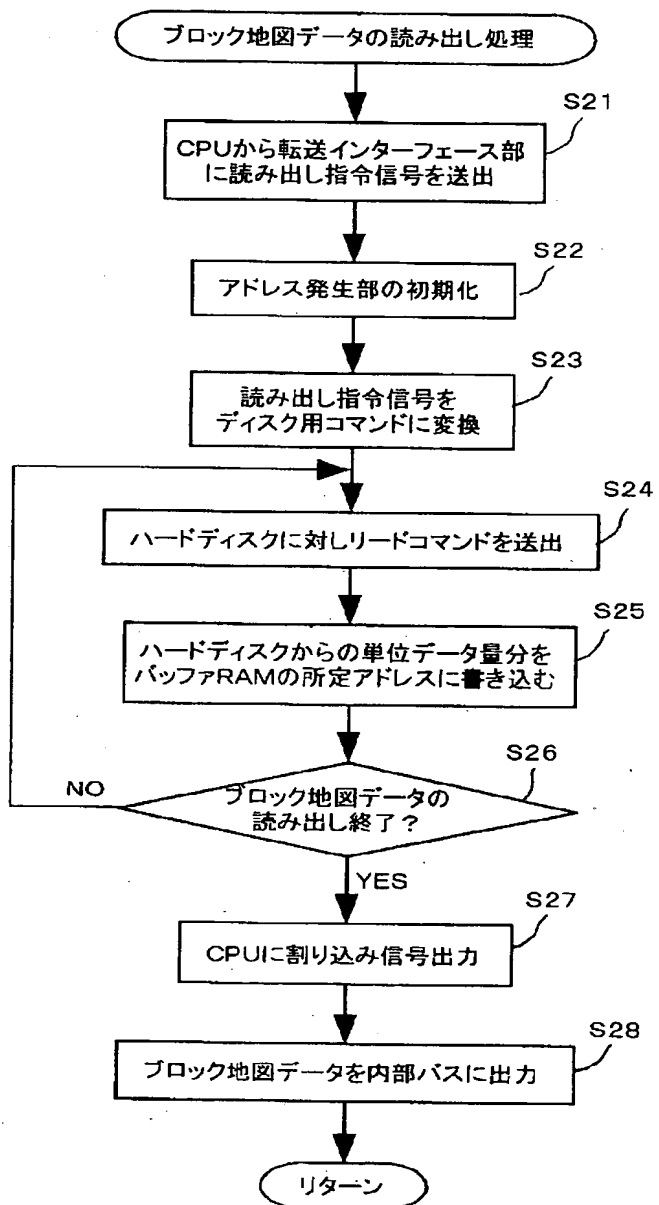 ブロック地図データの読み出し処理
S21
CPUから転送インターフェース部
に読み出し指令信号を送出
S22
アドレス発生部の初期化
S23
読み出し指令信号を
ディスク用コマンドに変換
S24
ハードディスクに対しリードコマンドを送出
S25
ハードディスクからの単位データ量分を
バッファRAMの所定アドレスに書き込む
S26
NO
ブロック地図データの
読み出し終了？
YES
S27
CPUに割り込み信号出力
S28
ブロック地図データを内部バスに出力
リターン